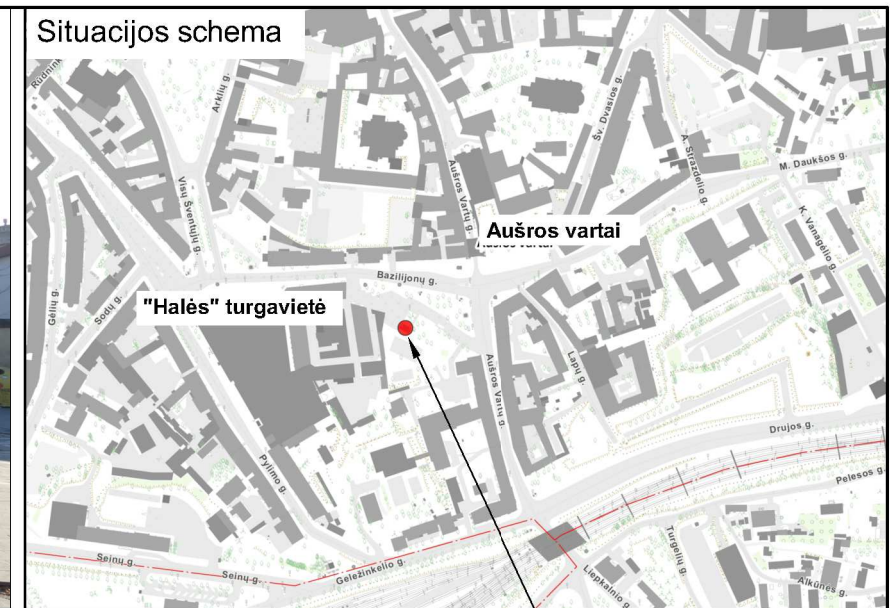 Situacijos schema
Arklių g.
Šv. Dvasios g.
Aušros Vartų g.
A. Strazdelio g.
M. Daukšos g.
Visų Šventųjų g.
K. Vanagėlio g.
Aušros vartai
Bazilijonų g.
Gėlių g.
Sodų g.
"Halės" turgavietė
Aušros Vartų g.
Lapų g.
Drujos g.
Pylimo g.
Pelesos g.
Turgelių g.
Seinų g.
Seinų g.
Geležinkelio g.
Liepkalnio g.
Alkūnės g.